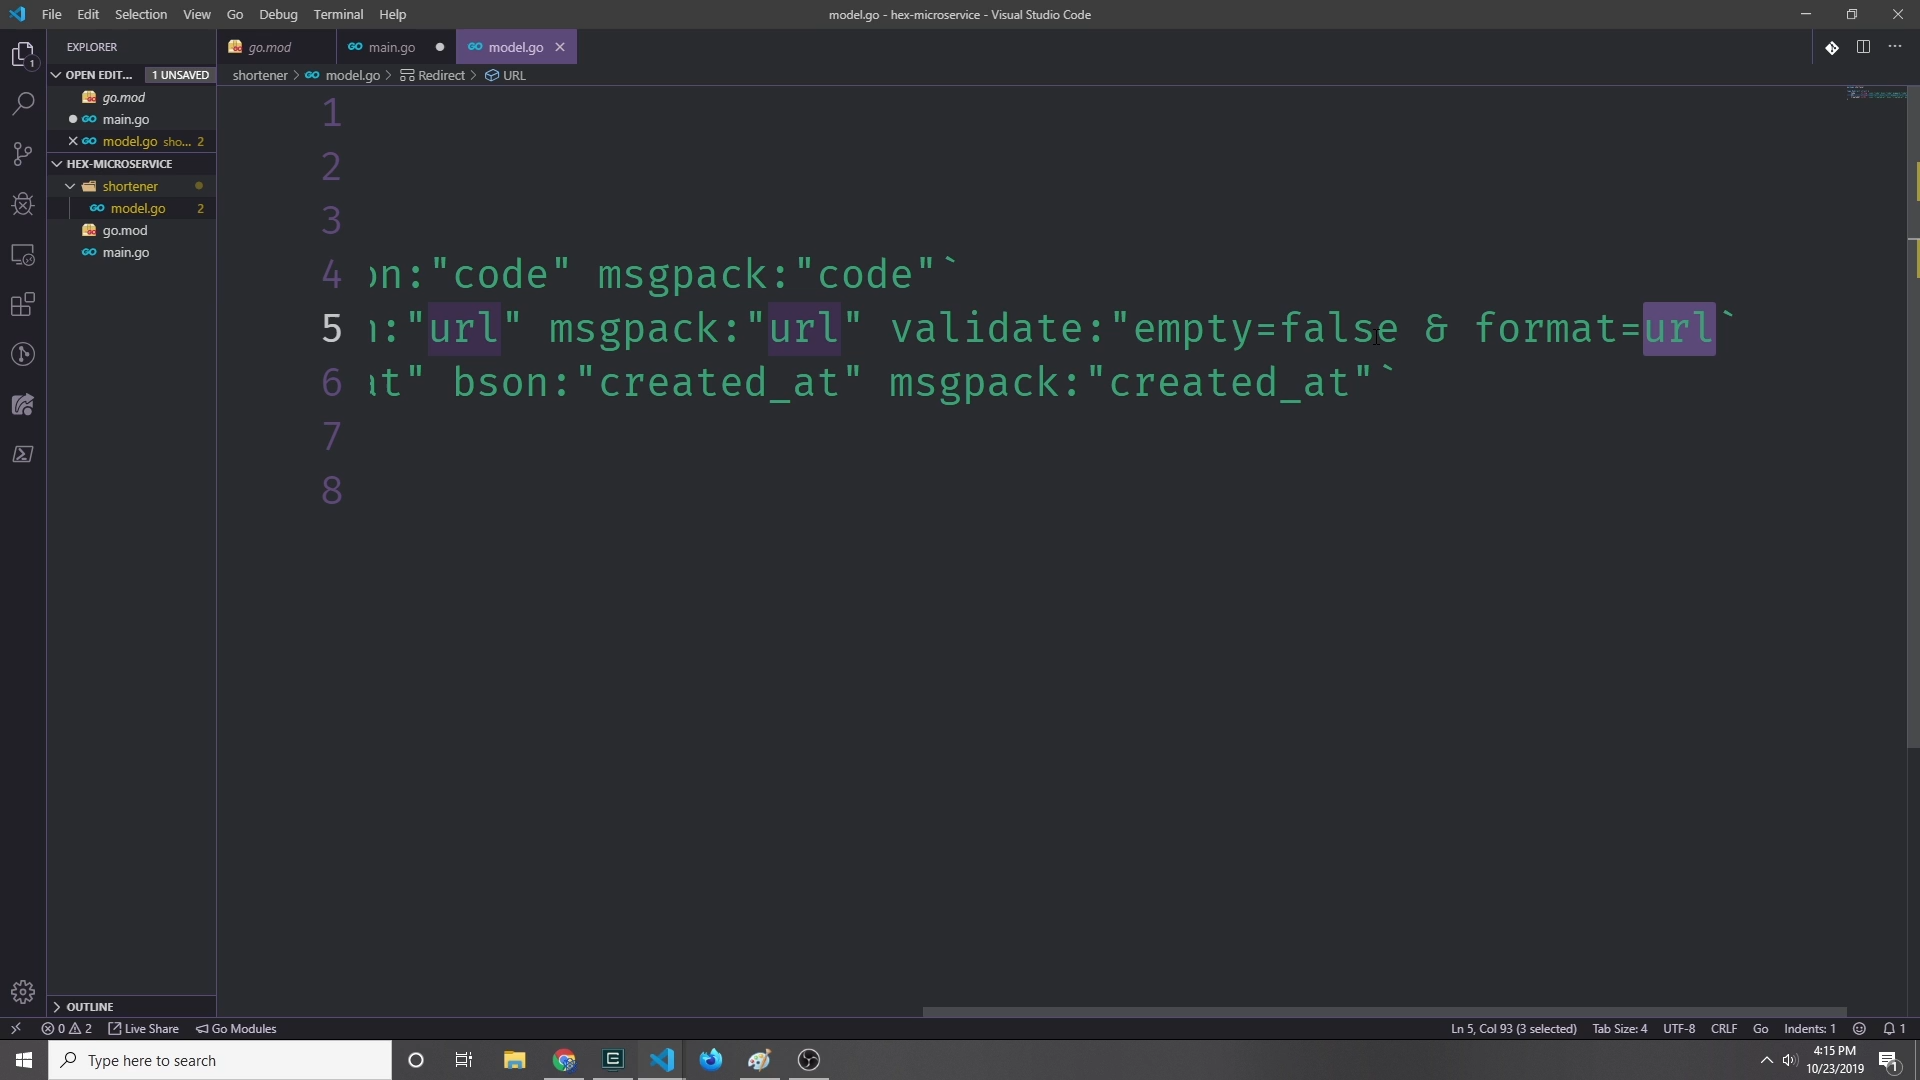 File Edit Selection View Go Debug Terminal Help
model.go - hex-microservice - Visual Studio Code
EXPLORER
go.mod
main.go
model.go
OPEN EDIT... 1 UNSAVED
shortener > model.go > Redirect > URL
go.mod
main.go
model.go sho... 2
HEX-MICROSERVICE
shortener
model.go 2
go.mod
main.go
1
2
3
4 on:"code" msgpack:"code"`
5 n:"url" msgpack:"url" validate:"empty=false & format=url`
6 at" bson:"created_at" msgpack:"created_at"`
7
8
OUTLINE
0 2 Live Share Go Modules
Ln 5, Col 93 (3 selected) Tab Size: 4 UTF-8 CRLF Go Indents: 1 1
Type here to search
4:15 PM
10/23/2019
1